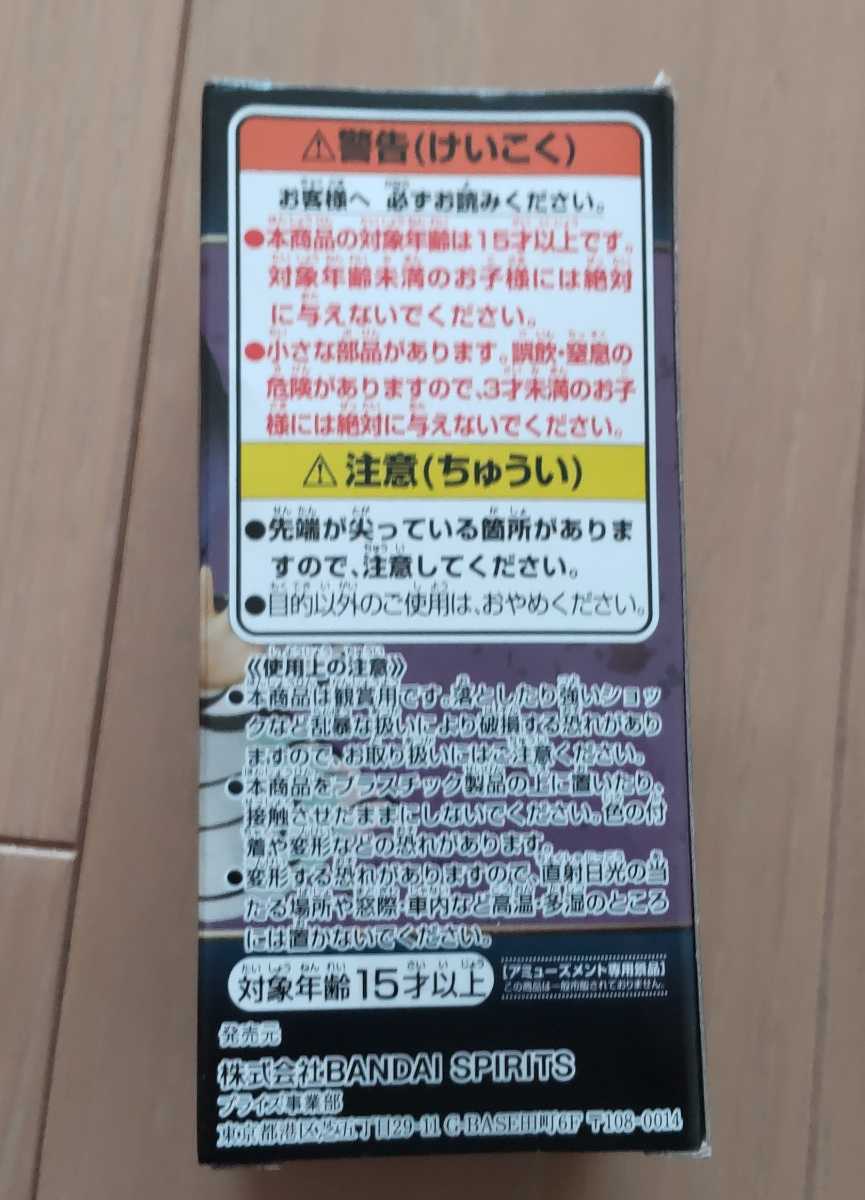 ⚠警告(けいこく)
お客様へ 必ずお読みください。
●本商品の対象年齢は15才以上です。
対象年齢未満のお子様には絶対
に与えないでください。
●小さな部品があります。誤飲・窒息の
危険がありますので、3才未満のお子
様には絶対に与えないでください。
⚠注意(ちゅうい)
●先端が尖っている箇所がありま
すので、注意してください。
●目的以外のご使用は、おやめください。
《使用上の注意》
●本商品は観賞用です。落としたり強いショッ
クなど乱暴な扱いにより破損する恐れがあり
ますので、お取り扱いにはご注意ください。
●本商品をプラスチック製品の上に置いたり、
接触させたままにしないでください。色の付
着や変形などの恐れがあります。
●変形する恐れがありますので、直射日光の当
たる場所や窓際・車内など高温・多湿のところ
には置かないでください。
対象年齢15才以上
【アミューズメント専用景品】
この商品は一般市販されておりません。
発売元
株式会社BANDAI SPIRITS
プライズ事業部
東京都港区芝五丁目29-11 G-BASE田町6F 〒108-0014